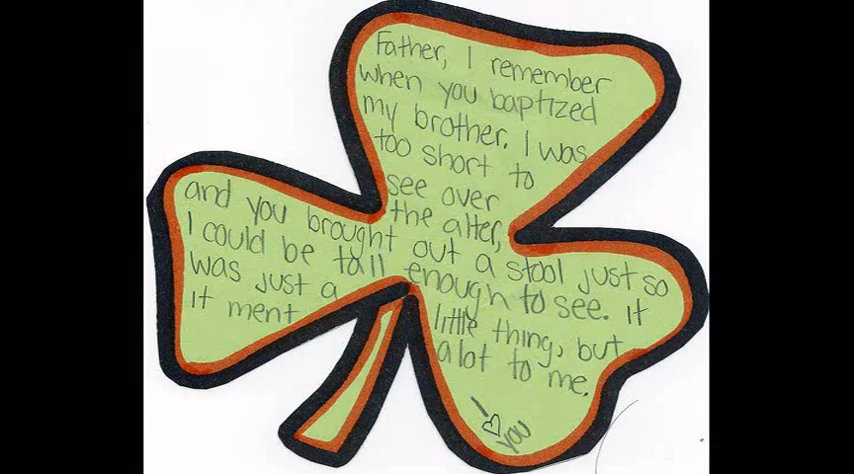 Father, I remember
when you baptized
my brother. I was
too short to
see over
the alter,
and you brought out a stool just so
I could be tall enough to see. It
was just a little thing, but
it ment a lot to me.
I ♡ you